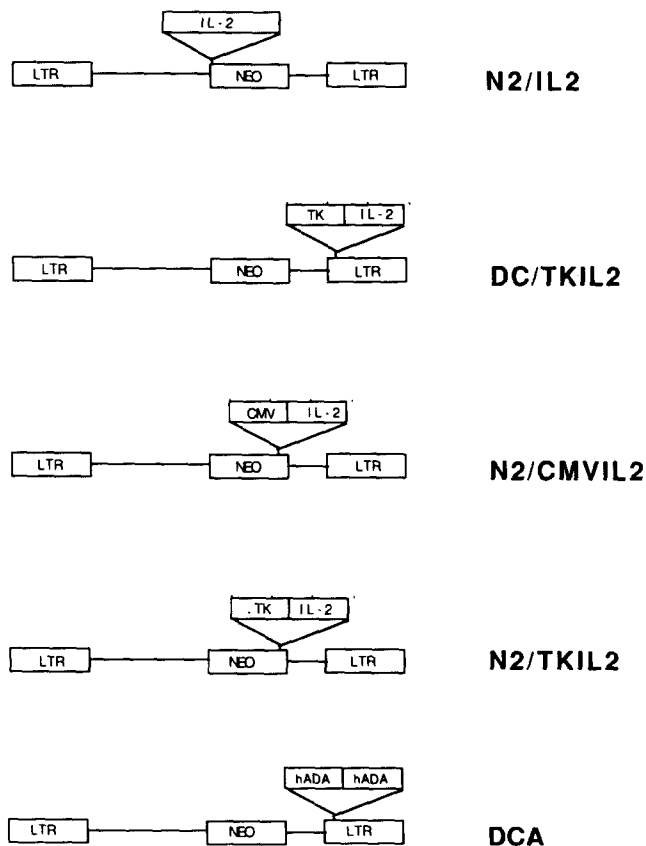 IL-2
LTR NEO LTR N2/IL2
TK IL-2
LTR NEO LTR DC/TKIL2
CMV IL-2
LTR NEO LTR N2/CMVIL2
.TK IL-2
LTR NEO LTR N2/TKIL2
hADA hADA
LTR NEO LTR DCA